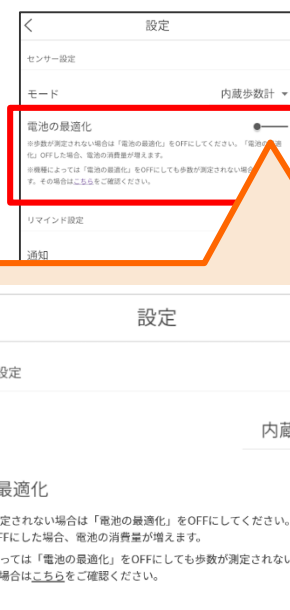 設定
センサー設定
モード 内蔵歩数計
電池の最適化
※歩数が測定されない場合は「電池の最適化」をOFFにしてください。「電池の
化」OFFした場合、電池の消費量が増えます。
※機種によっては「電池の最適化」をOFFにしても歩数が測定されない場合
す。その場合はこちらをご確認ください。
リマインド設定
通知
設定
設定
内蔵
最適化
定されない場合は「電池の最適化」をOFFにしてください。
FFにした場合、電池の消費量が増えます。
っては「電池の最適化」をOFFにしても歩数が測定されない
場合はこちらをご確認ください。